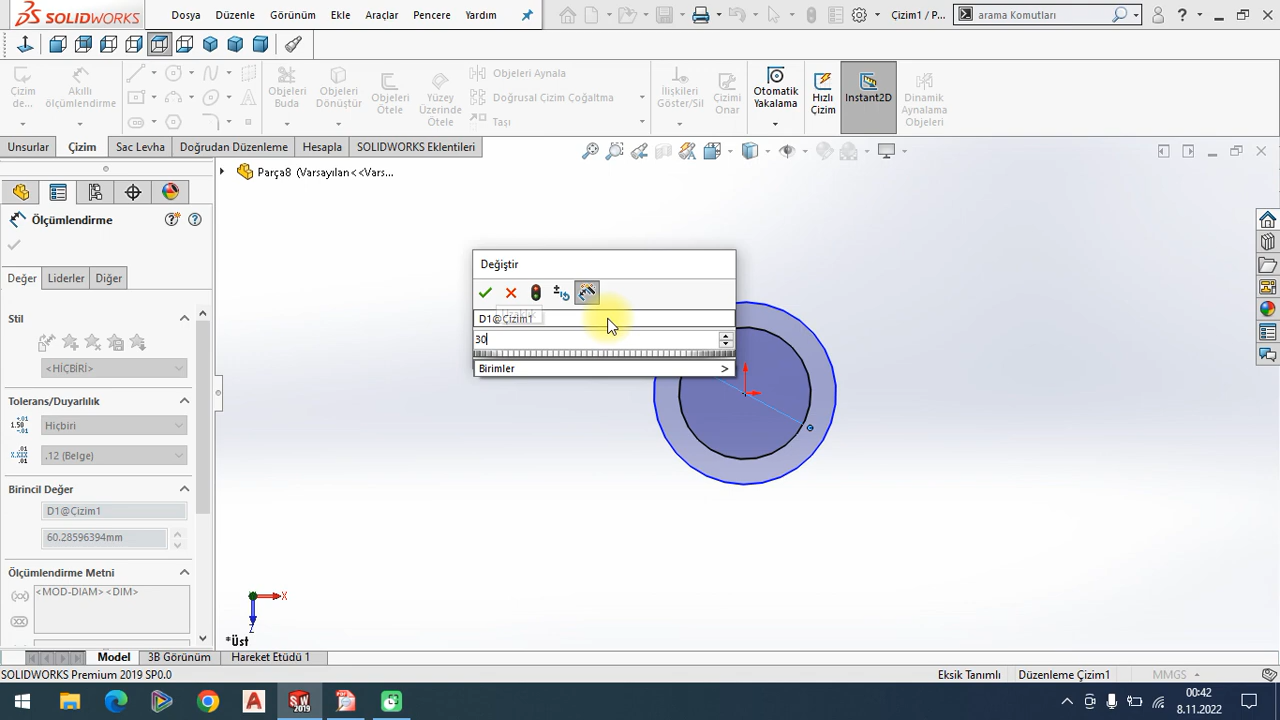 SOLIDWORKS
Dosya
Düzenle
Görünüm
Ekle
Araçlar
Pencere
Yardım
Çizim1 / P...
arama Komutları
Çizim de...
Akıllı ölçümlendirme
Objeleri Buda
Objeleri Dönüştür
Objeleri Ötele
Yüzey Üzerinde Ötele
Objeleri Aynala
Doğrusal Çizim Çoğaltma
Taşı
İlişkileri Göster/Sil
Çizimi Onar
Otomatik Yakalama
Hızlı Çizim
Instant2D
Dinamik Aynalama Objeleri
Unsurlar
Çizim
Sac Levha
Doğrudan Düzenleme
Hesapla
SOLIDWORKS Eklentileri
Parça8 (Varsayılan<<Vars...
Ölçümlendirme
Değer
Liderler
Diğer
Stil
<HİÇBİRİ>
Tolerans/Duyarlılık
Hiçbiri
.12 (Belge)
Birincil Değer
D1@Çizim1
60.28596394mm
Ölçümlendirme Metni
<MOD-DIAM><DIM>
Değiştir
D1@Çizim1
30
Birimler >
X
Z
*Üst
Model
3B Görünüm
Hareket Etüdü 1
SOLIDWORKS Premium 2019 SP0.0
Eksik Tanımlı
Düzenleme Çizim1
MMGS
00:42
8.11.2022